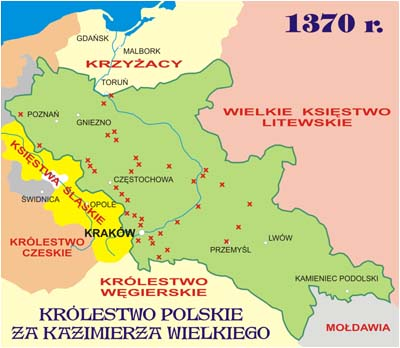 1370 r.
GDAŃSK
MALBORK
KRZYŻACY
TORUŃ
POZNAŃ
GNIEZNO
WIELKIE KSIĘSTWO
LITEWSKIE
KSIĘSTWA ŚLĄSKIE
CZĘSTOCHOWA
ŚWIDNICA
OPOLE
KRAKÓW
LWÓW
PRZEMYŚL
KRÓLESTWO
CZESKIE
KRÓLESTWO
WĘGIERSKIE
KAMIENIEC PODOLSKI
MOŁDAWIA
KRÓLESTWO POLSKIE
ZA KAZIMIERZA WIELKIEGO